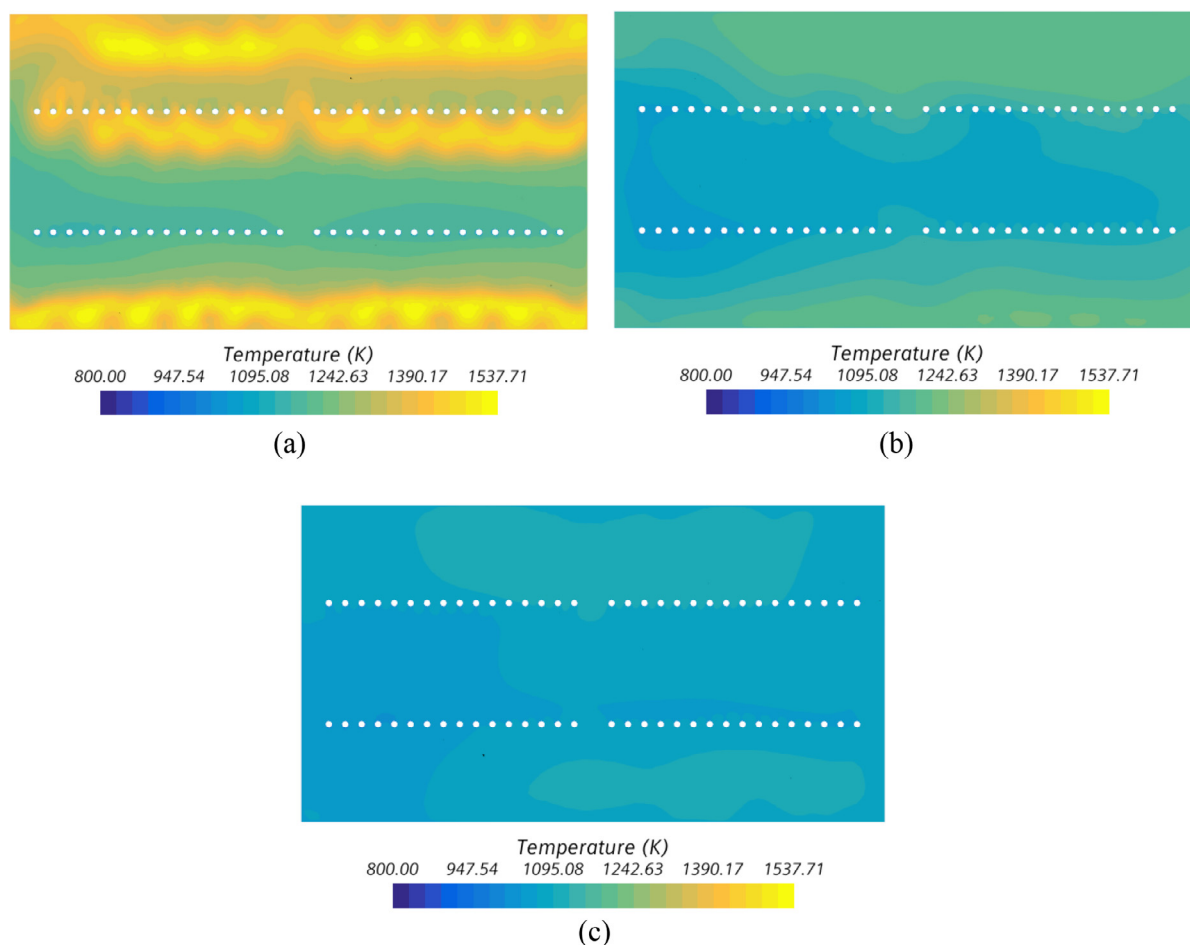 Temperature (K)
800.00 947.54 1095.08 1242.63 1390.17 1537.71
(a)
Temperature (K)
800.00 947.54 1095.08 1242.63 1390.17 1537.71
(b)
Temperature (K)
800.00 947.54 1095.08 1242.63 1390.17 1537.71
(c)